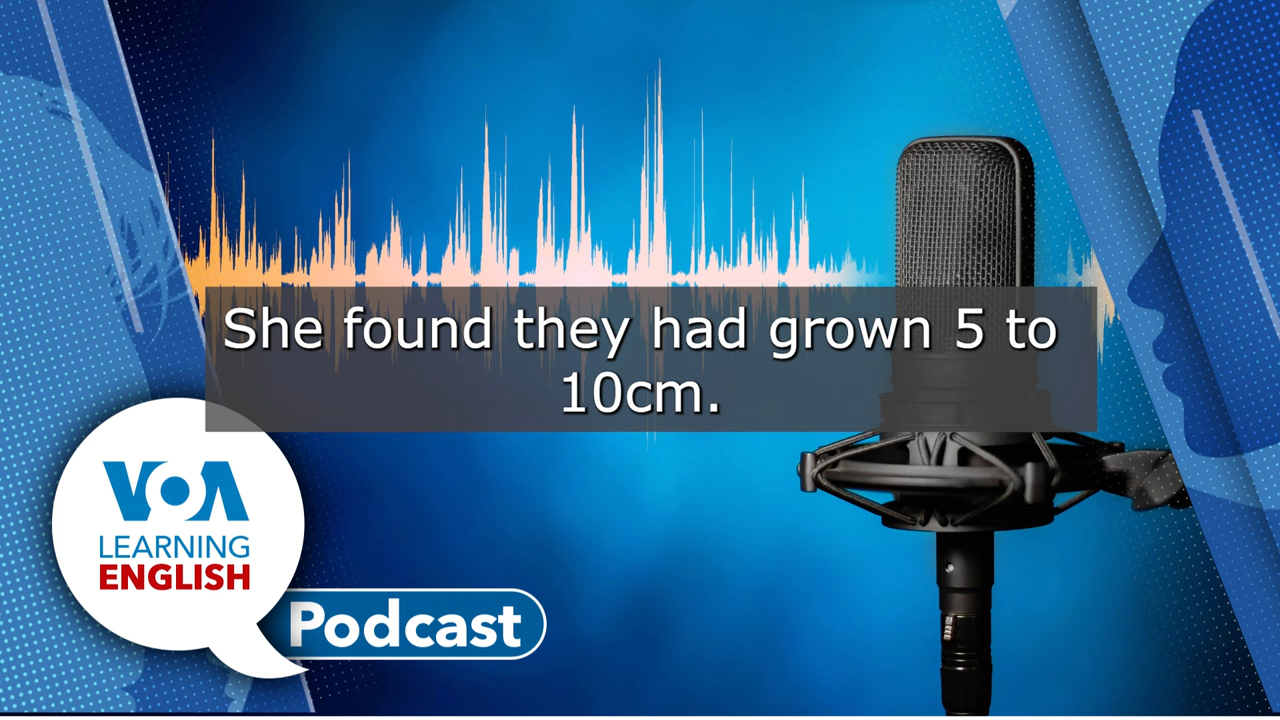 She found they had grown 5 to
10cm.
VOA
LEARNING
ENGLISH
Podcast